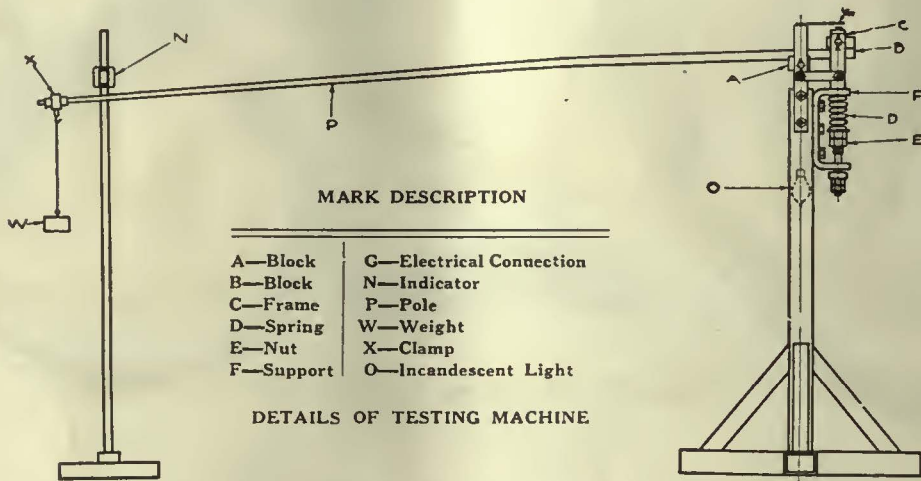 N
X
C
B
A
F
P
D
E
MARK DESCRIPTION
O
W
A—Block G—Electrical Connection
B—Block N—Indicator
C—Frame P—Pole
D—Spring W—Weight
E—Nut X—Clamp
F—Support O—Incandescent Light
DETAILS OF TESTING MACHINE